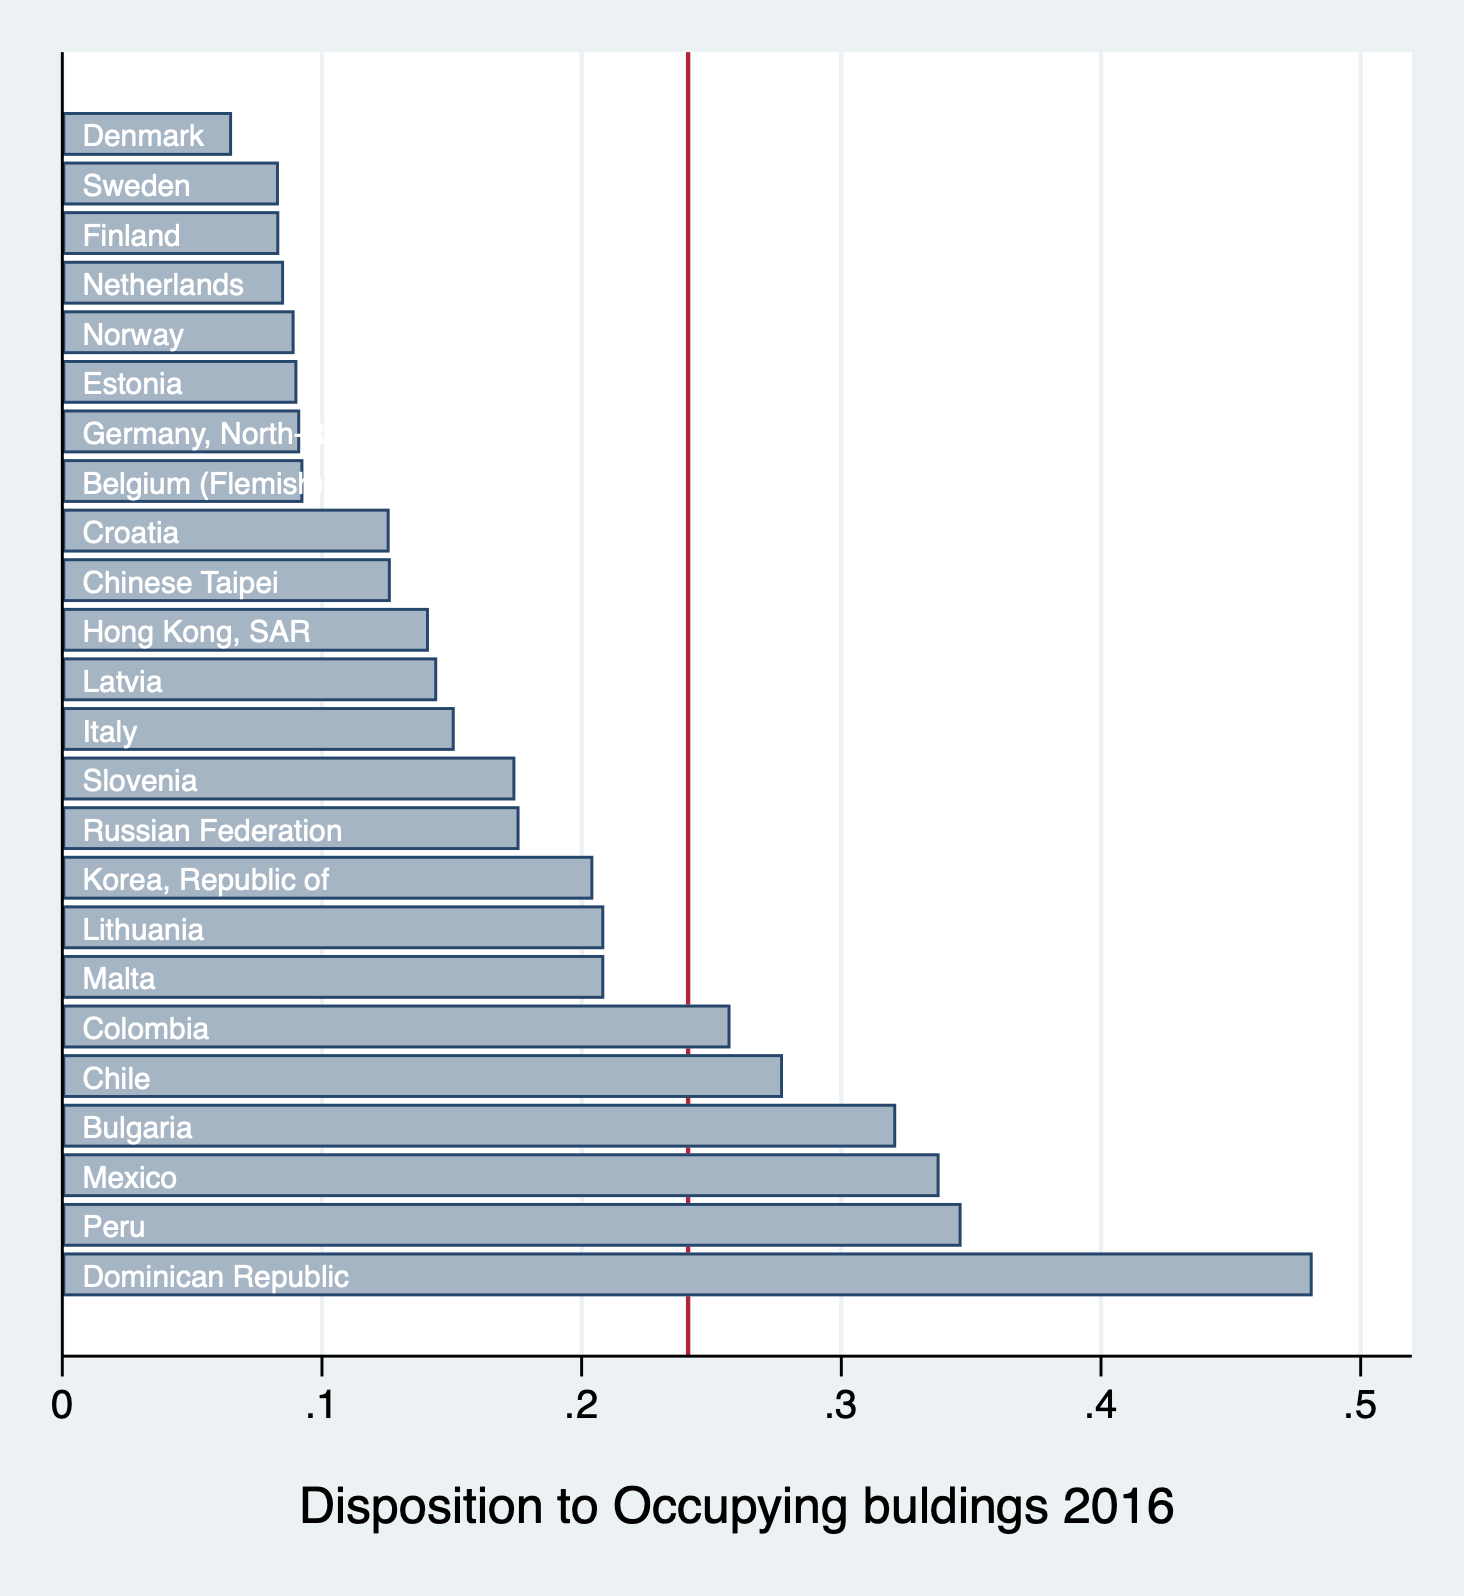 Denmark
Sweden
Finland
Netherlands
Norway
Estonia
Germany, North-
Belgium (Flemish)
Croatia
Chinese Taipei
Hong Kong, SAR
Latvia
Italy
Slovenia
Russian Federation
Korea, Republic of
Lithuania
Malta
Colombia
Chile
Bulgaria
Mexico
Peru
Dominican Republic
0 .1 .2 .3 .4 .5
Disposition to Occupying buldings 2016